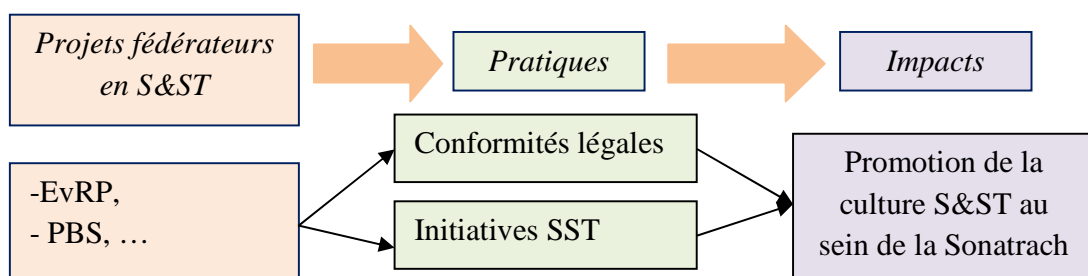 Projets fédérateurs
en S&ST
Pratiques
Impacts
-EvRP,
- PBS, …
Conformités légales
Initiatives SST
Promotion de la
culture S&ST au
sein de la Sonatrach